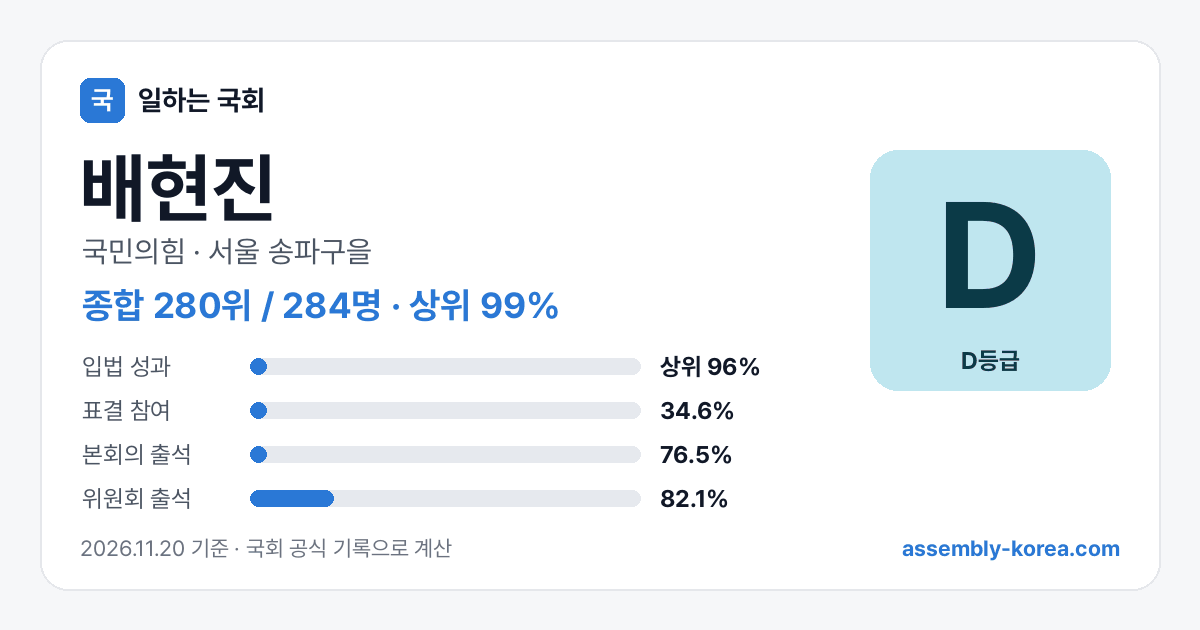 국 일하는 국회
배현진
국민의힘 · 서울 송파구을
종합 280위 / 284명 · 상위 99%
D
D등급
입법 성과 상위 96%
표결 참여 34.6%
본회의 출석 76.5%
위원회 출석 82.1%
2026.11.20 기준 · 국회 공식 기록으로 계산
assembly-korea.com